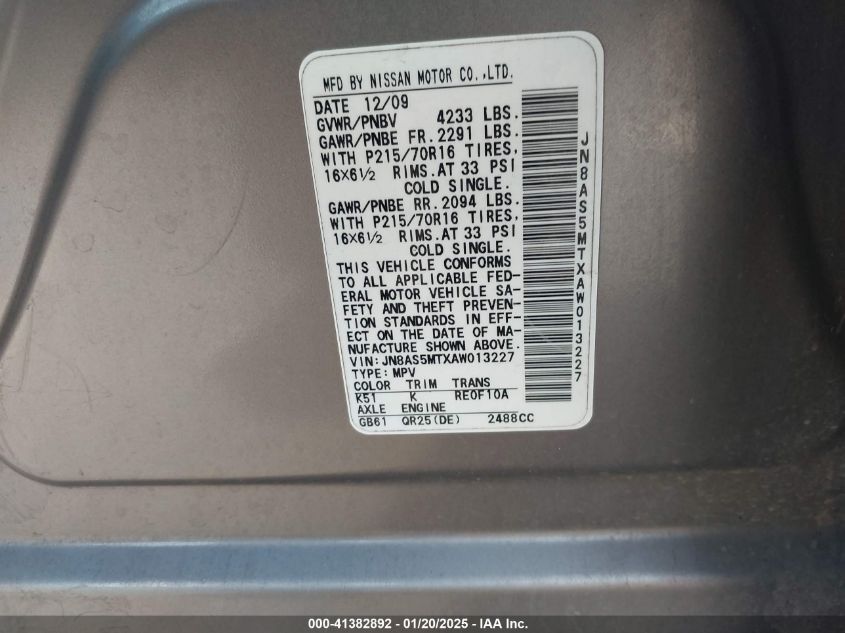 MFD BY NISSAN MOTOR CO.,LTD.
DATE 12/09
GVWR/PNBV 4233 LBS.
GAWR/PNBE FR.2291 LBS.
WITH P215/70R16 TIRES,
16X6½ RIMS.AT 33 PSI
COLD SINGLE.
GAWR/PNBE RR.2094 LBS.
WITH P215/70R16 TIRES,
16X6½ RIMS.AT 33 PSI
COLD SINGLE.
THIS VEHICLE CONFORMS
TO ALL APPLICABLE FED-
ERAL MOTOR VEHICLE SA-
FETY AND THEFT PREVEN-
TION STANDARDS IN EFF-
ECT ON THE DATE OF MA-
NUFACTURE SHOWN ABOVE.
VIN:JN8AS5MTXAW013227
TYPE:MPV
COLOR TRIM TRANS
K51 K RE0F10A
AXLE ENGINE
GB61 QR25(DE) 2488CC
JN8AS5MTXAW013227
000-41382892 - 01/20/2025 - IAA Inc.